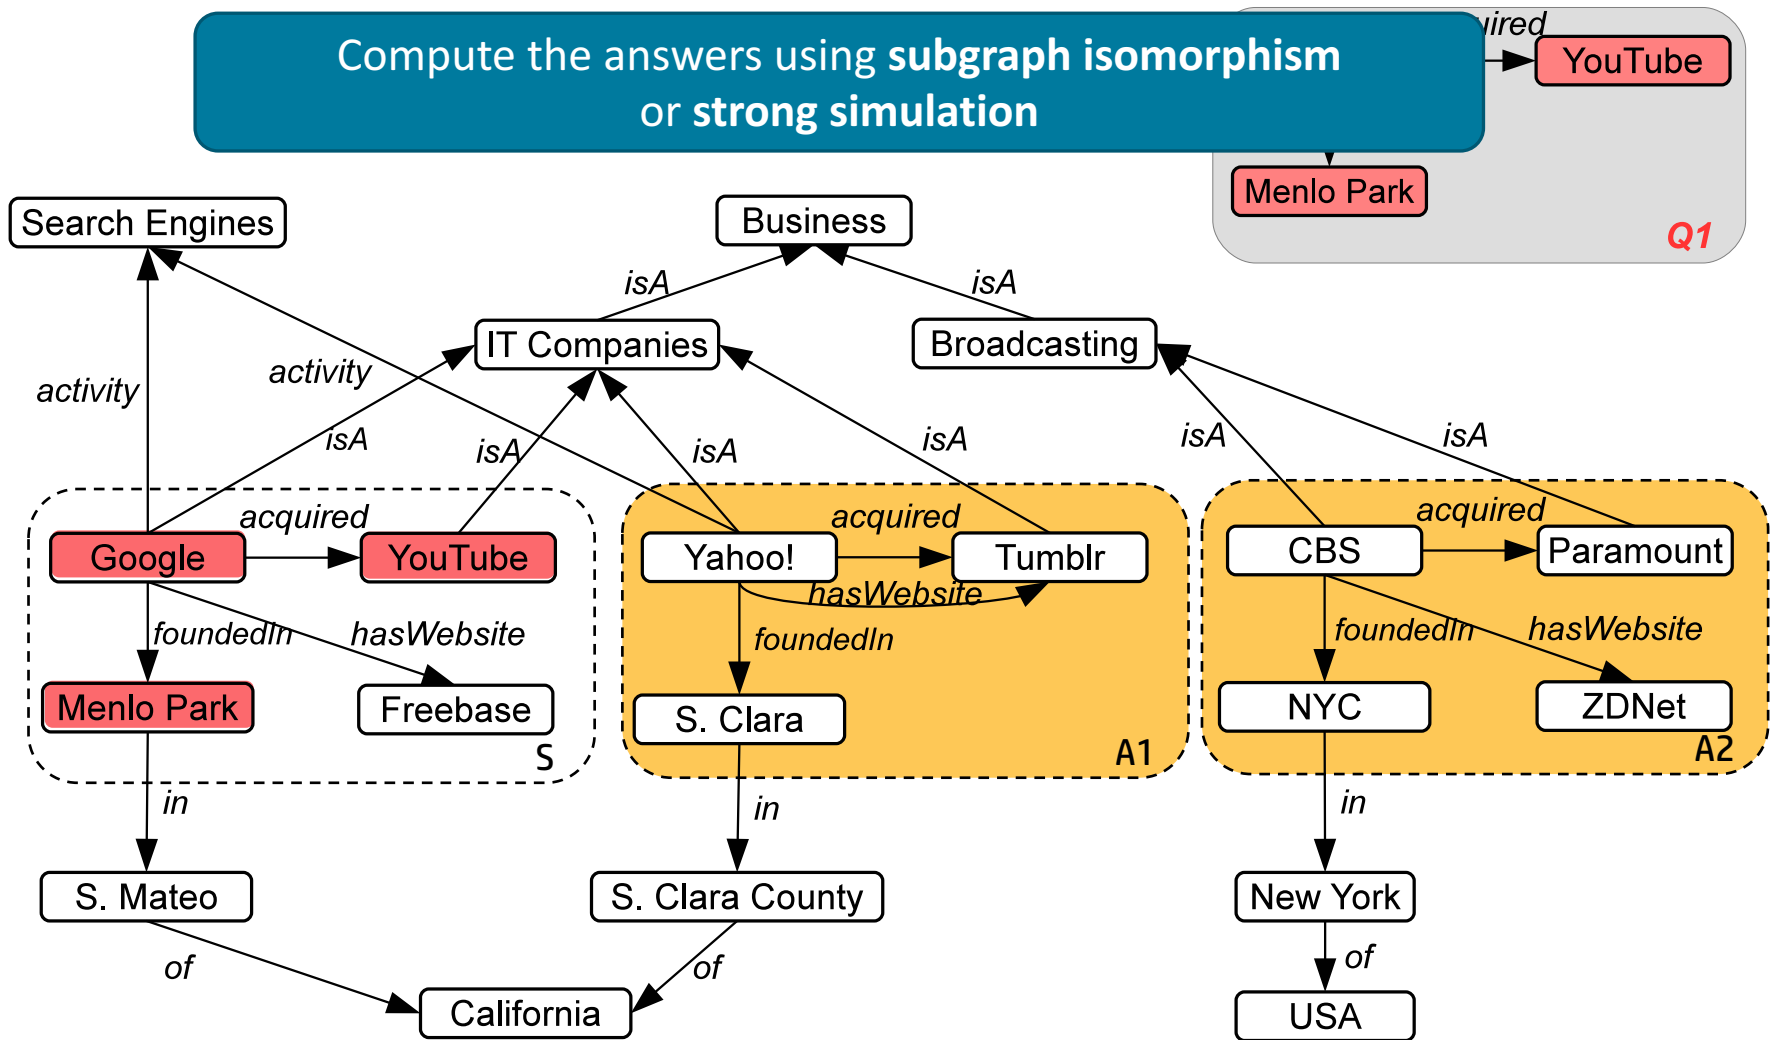 Compute the answers using subgraph isomorphism
or strong simulation
YouTube
Menlo Park
Q1
Search Engines
Business
isA
isA
IT Companies
Broadcasting
activity
activity
isA
isA
isA
isA
isA
isA
acquired
acquired
acquired
Google
YouTube
Yahoo!
Tumblr
CBS
Paramount
hasWebsite
foundedIn
hasWebsite
foundedIn
foundedIn
hasWebsite
Menlo Park
Freebase
S. Clara
NYC
ZDNet
S
A1
A2
in
in
in
S. Mateo
S. Clara County
New York
of
of
of
California
USA